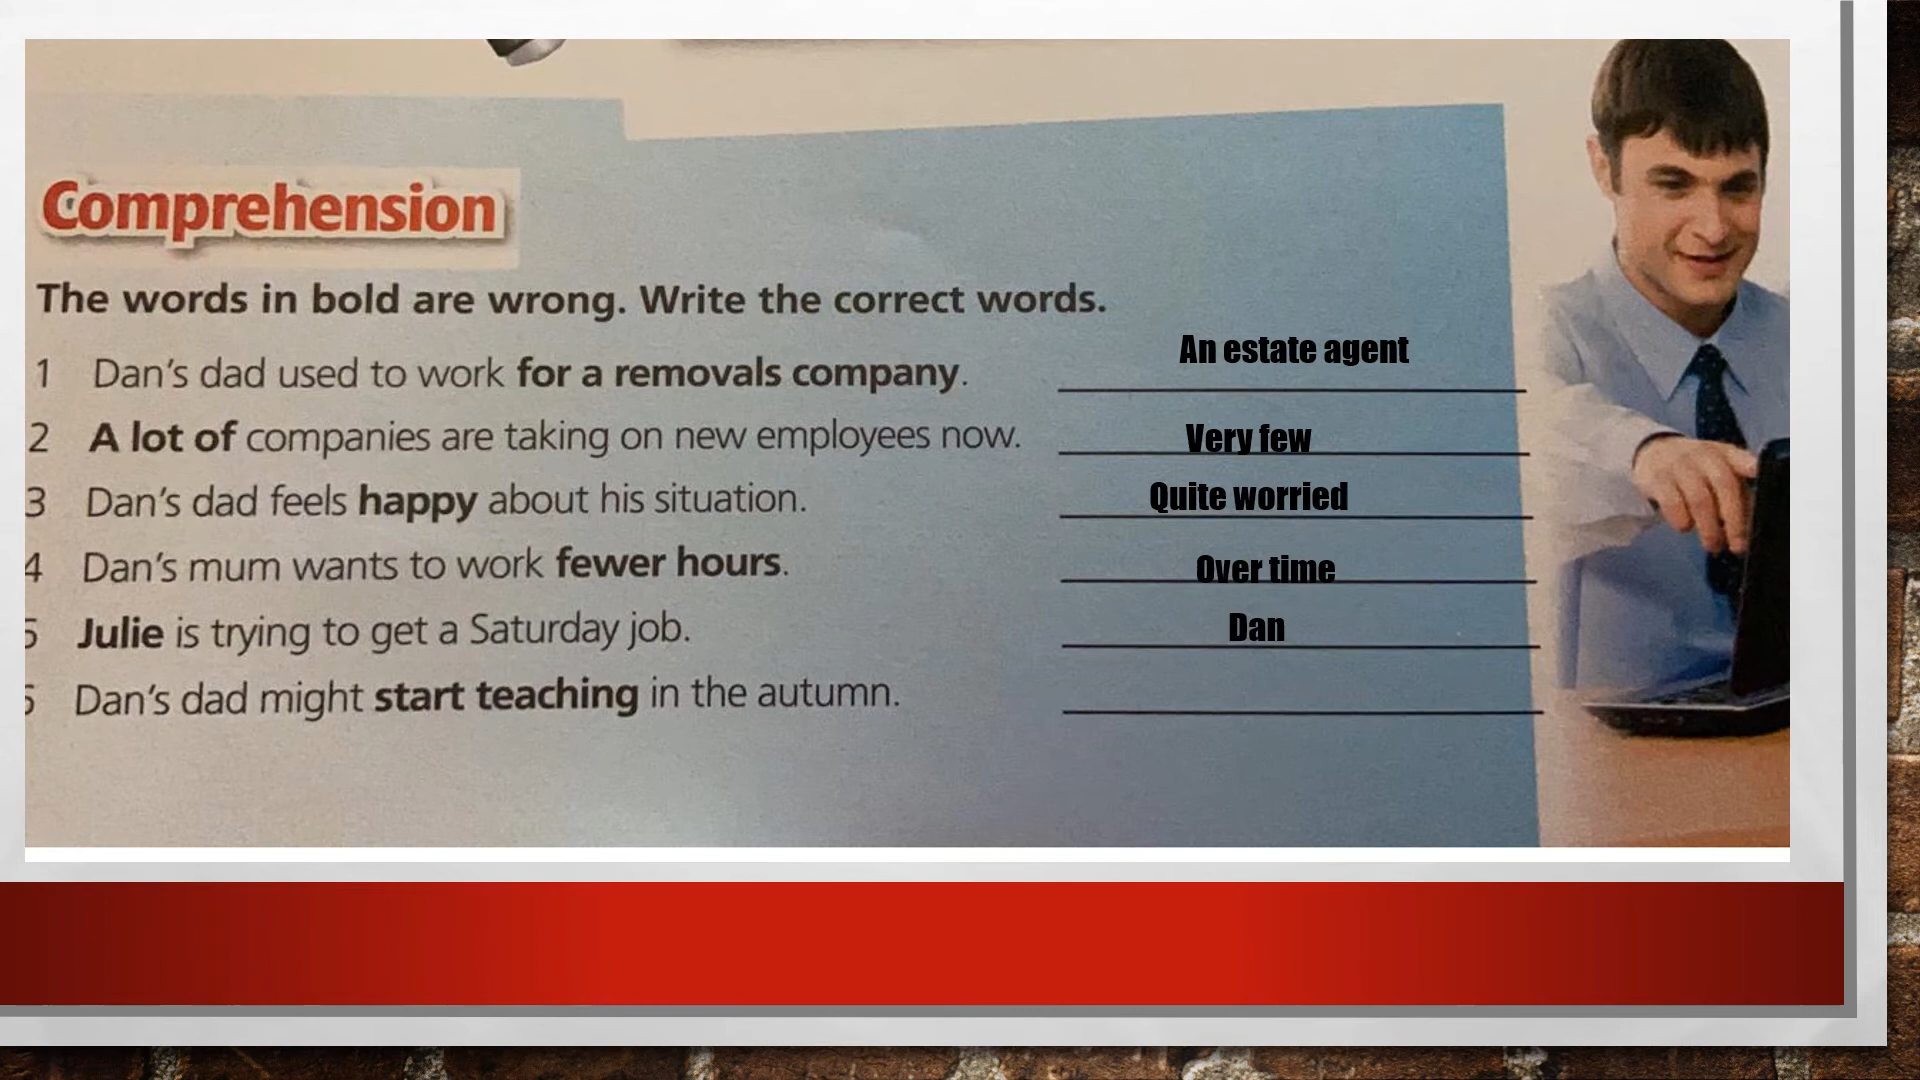 Comprehension
The words in bold are wrong. Write the correct words.
1 Dan's dad used to work for a removals company. An estate agent
2 A lot of companies are taking on new employees now. Very few
3 Dan's dad feels happy about his situation. Quite worried
4 Dan's mum wants to work fewer hours. Over time
5 Julie is trying to get a Saturday job. Dan
Dan's dad might start teaching in the autumn.